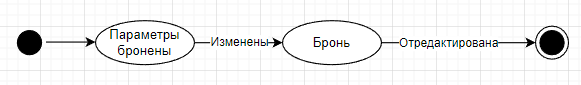 Параметры
бронены
Изменены
Бронь
Отредактирована